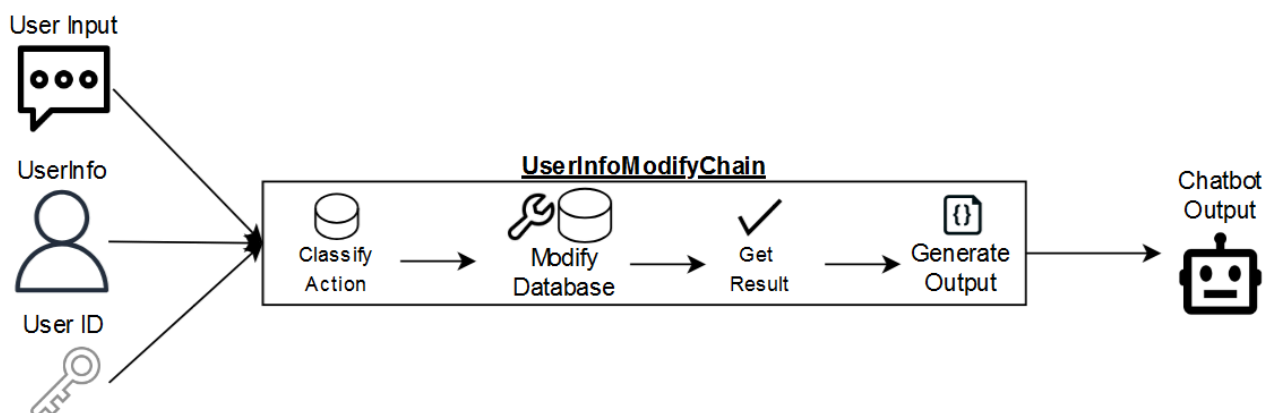 User Input
UserInfo
User ID
UserInfoModifyChain
Classify
Action
Modify
Database
Get
Result
{}
Generate
Output
Chatbot
Output